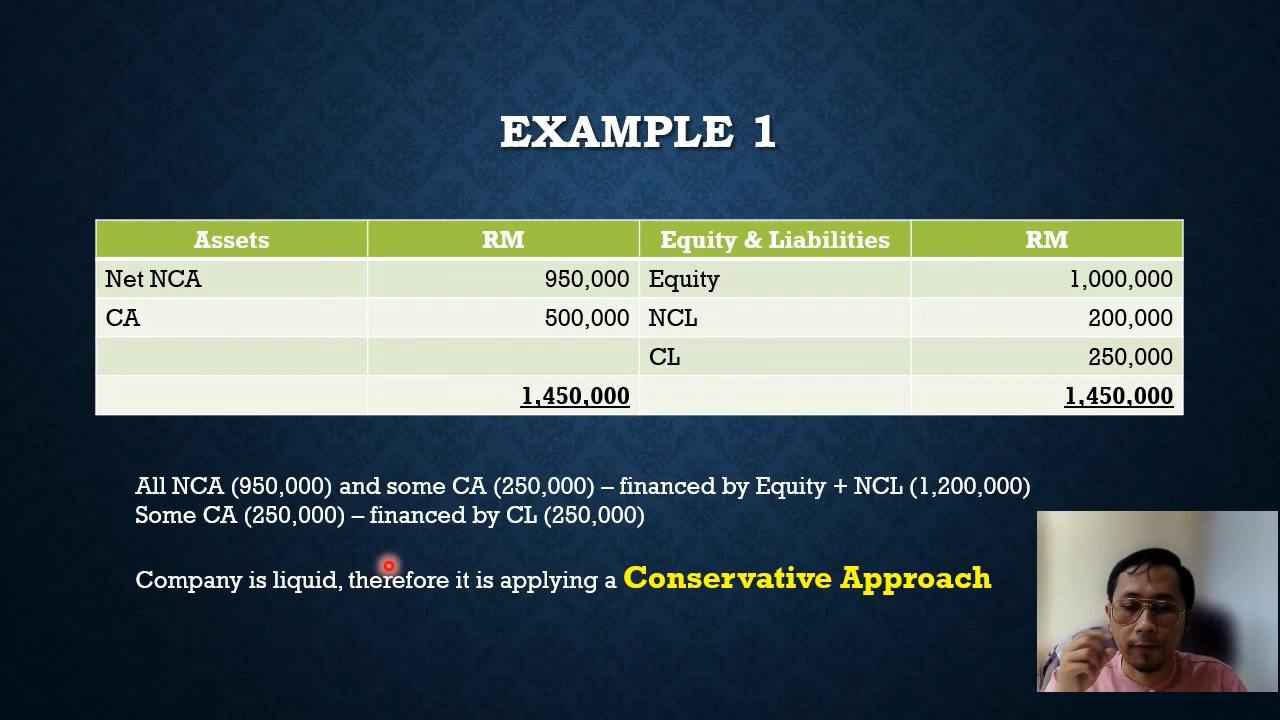 EXAMPLE 1
Assets RM Equity & Liabilities RM
Net NCA 950,000 Equity 1,000,000
CA 500,000 NCL 200,000
CL 250,000
1,450,000 1,450,000
All NCA (950,000) and some CA (250,000) – financed by Equity + NCL (1,200,000)
Some CA (250,000) – financed by CL (250,000)
Company is liquid, therefore it is applying a Conservative Approach